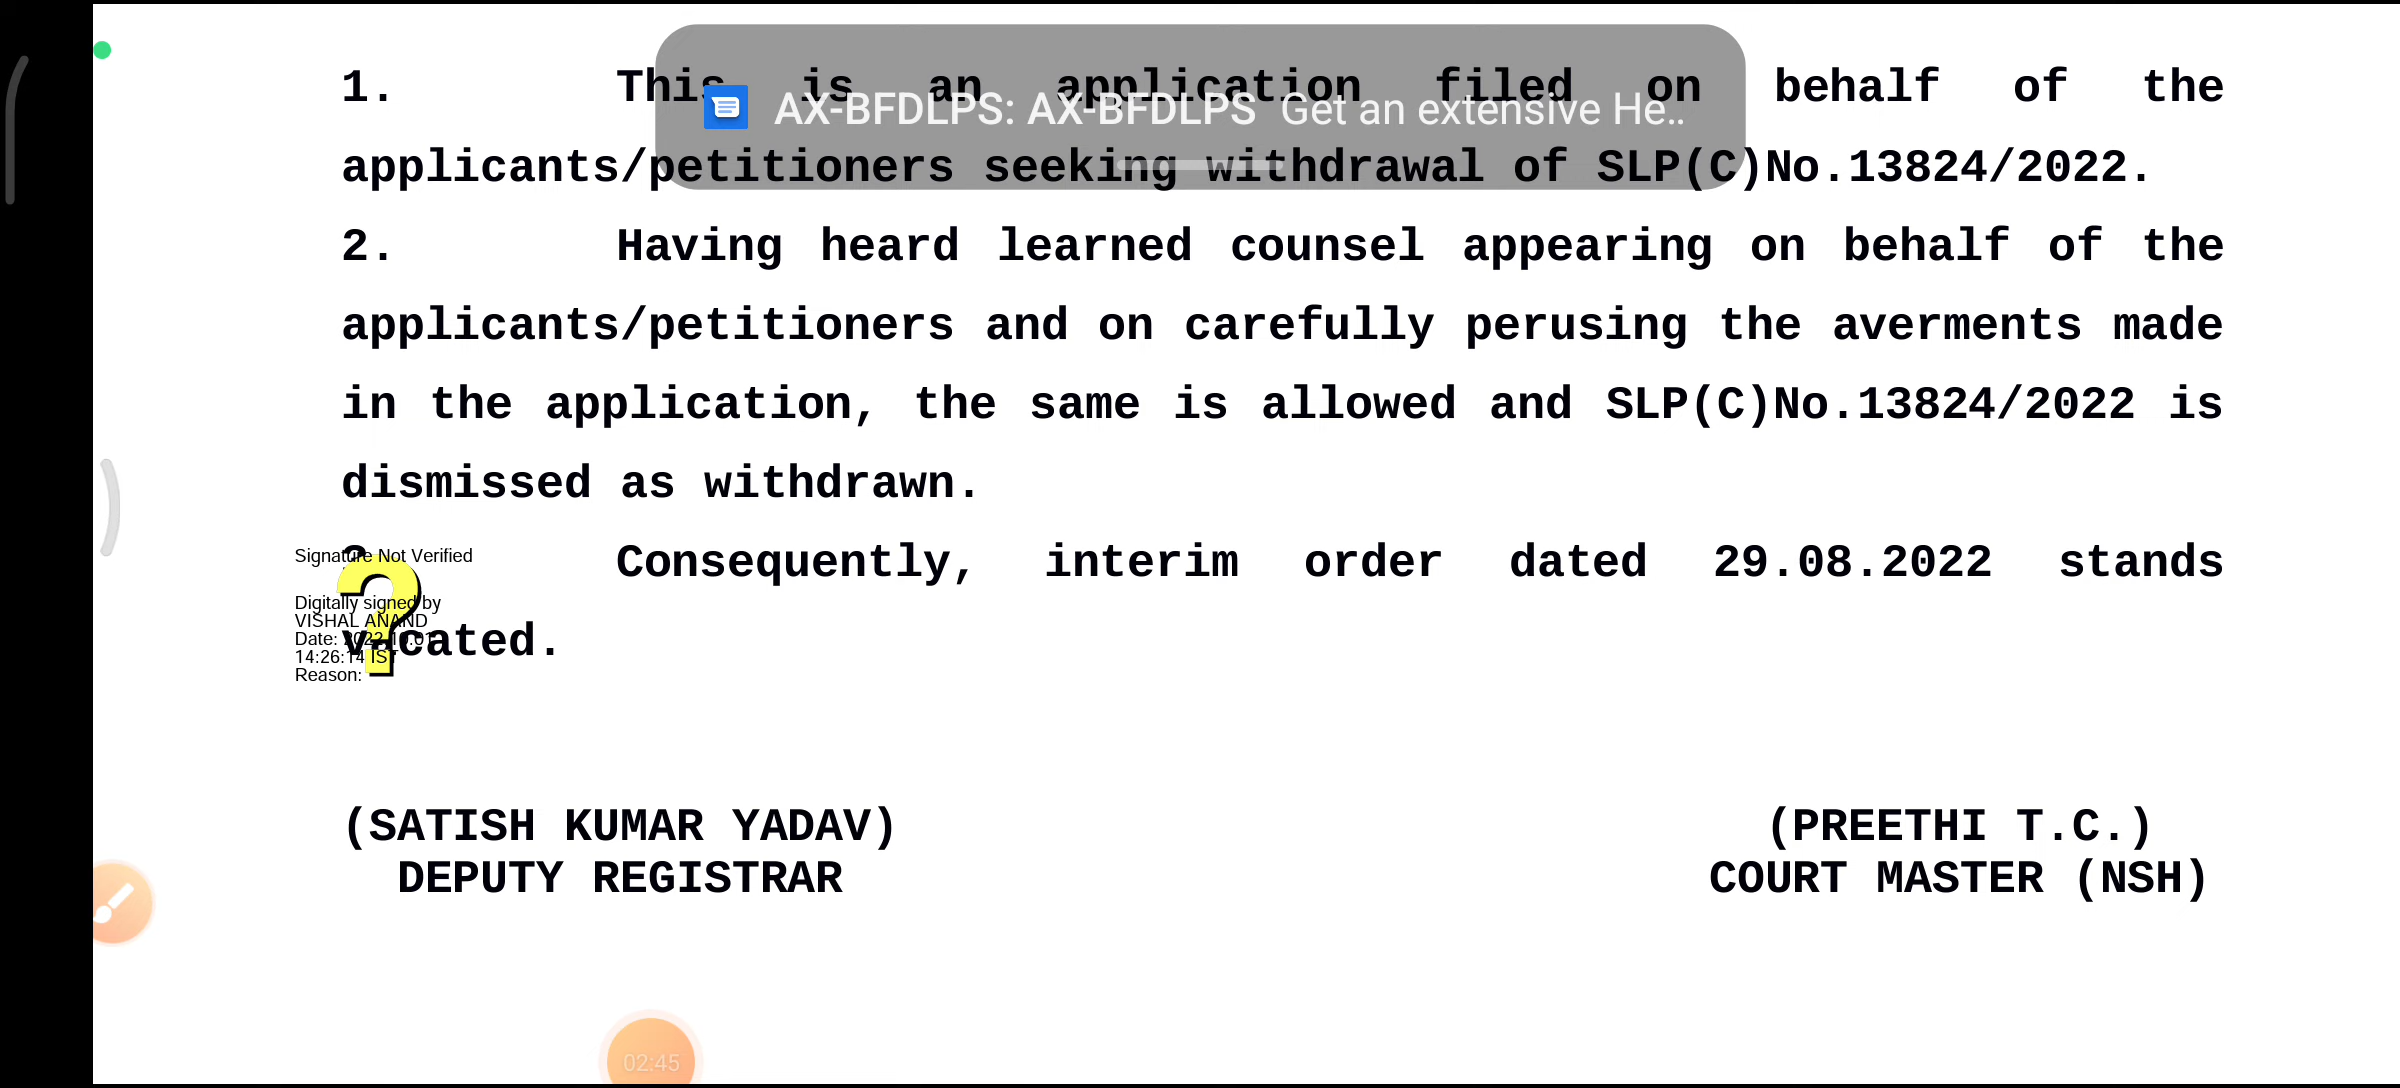 1. This is an application filed on behalf of the
AX-BFDLPS: AX-BFDLPS Get an extensive He..
applicants/petitioners seeking withdrawal of SLP(C)No.13824/2022.
2. Having heard learned counsel appearing on behalf of the
applicants/petitioners and on carefully perusing the averments made
in the application, the same is allowed and SLP(C)No.13824/2022 is
dismissed as withdrawn.
Signature Not Verified
3. Consequently, interim order dated 29.08.2022 stands
vacated.
Digitally signed by
VISHAL ANAND
Date: 2022.10.01
14:26:14 IST
Reason:
(SATISH KUMAR YADAV) (PREETHI T.C.)
DEPUTY REGISTRAR COURT MASTER (NSH)
02:45